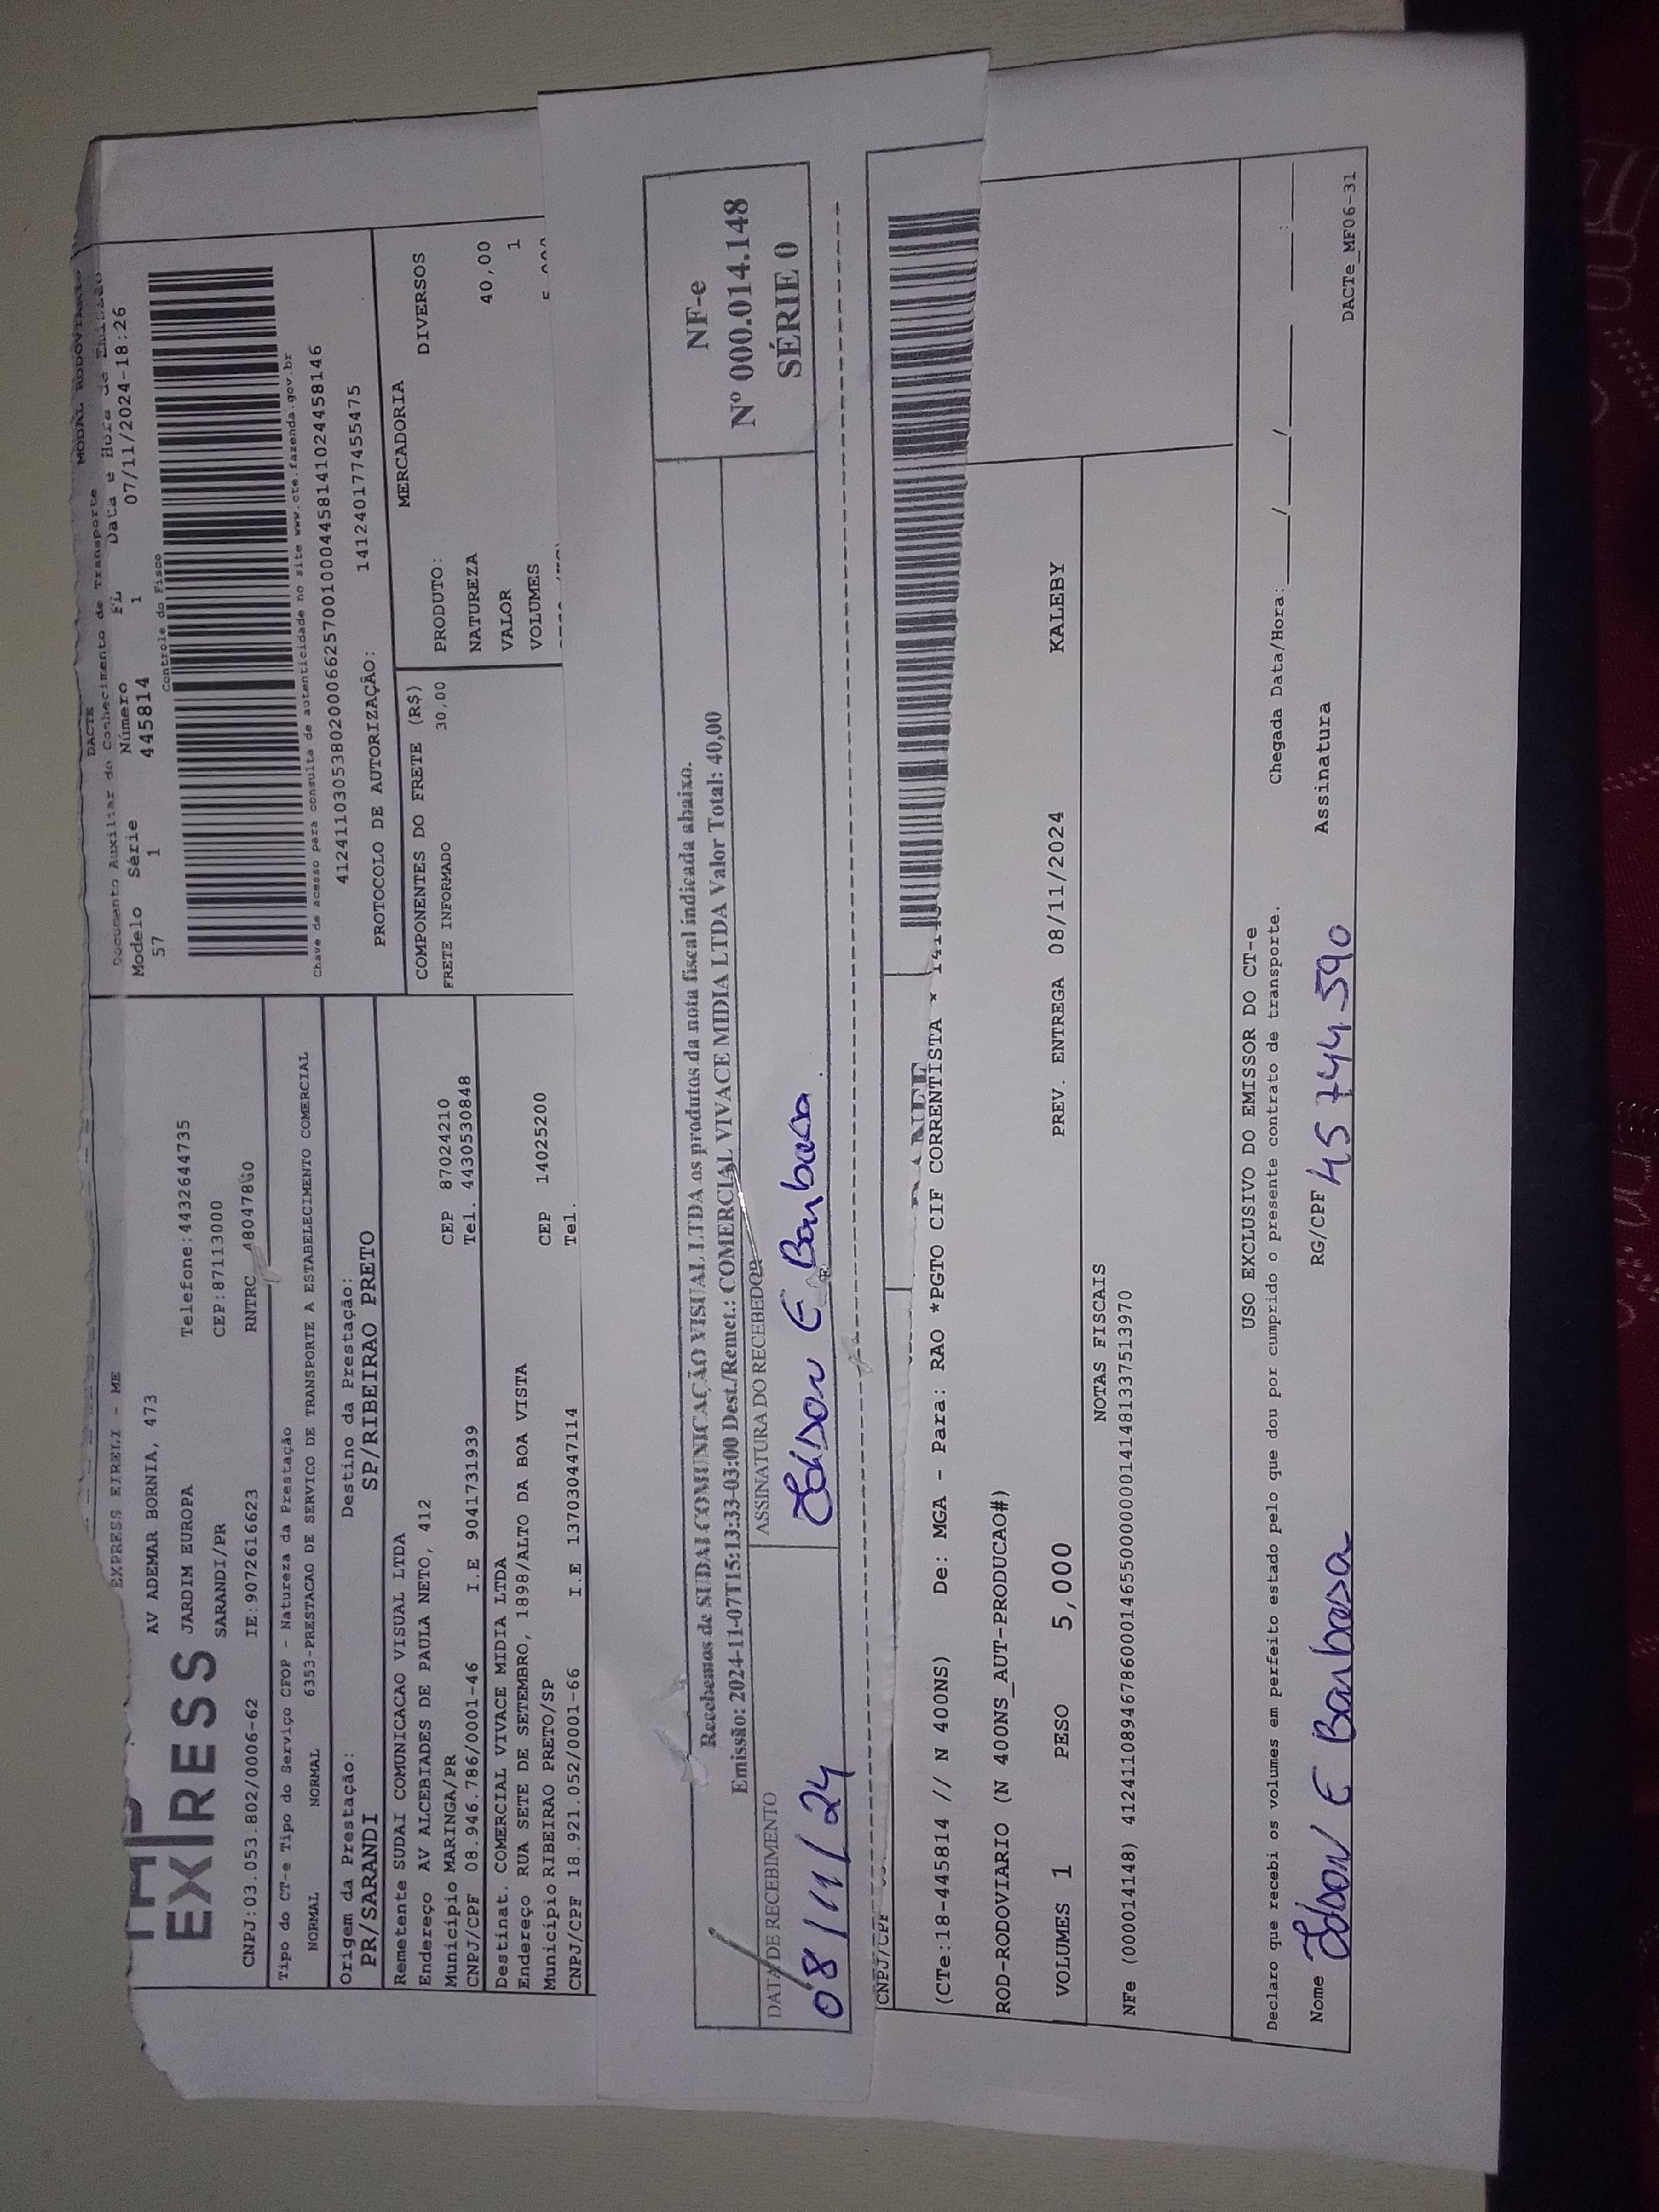 DACTE
MODAL RODOVIARIO
Documento Auxiliar do Conhecimento de Transporte
Modelo Série Número FL Data e Hora de Emissão
57 1 445814 1 07/11/2024-18:26
Controle do Fisco
Chave de acesso para consulta de autenticidade no site www.cte.fazenda.gov.br
41241103053802000662570010004458141024458146
PROTOCOLO DE AUTORIZAÇÃO: 141240177455475
EXPRESS EIRELI - ME
EXPRESS
AV ADEMAR BORNIA, 473
JARDIM EUROPA Telefone:4432644735
SARANDI/PR CEP:87113000
CNPJ:03.053.802/0006-62 IE:9072616623 RNTRC
Tipo do CT-e Tipo do Serviço CFOP - Natureza da Prestação
NORMAL NORMAL 6353-PRESTACAO DE SERVICO DE TRANSPORTE A ESTABELECIMENTO COMERCIAL
Origem da Prestação: Destino da Prestação:
PR/SARANDI SP/RIBEIRAO PRETO
Remetente SUDAI COMUNICACAO VISUAL LTDA
Endereço AV ALCEBIADES DE PAULA NETO, 412
Município MARINGA/PR CEP 87024210
CNPJ/CPF 08.946.786/0001-46 I.E 9041731939 Tel. 4430530848
Destinat. COMERCIAL VIVACE MIDIA LTDA
Endereço RUA SETE DE SETEMBRO, 1898/ALTO DA BOA VISTA
Município RIBEIRAO PRETO/SP CEP 14025200
CNPJ/CPF 18.921.052/0001-66 I.E 137030447114 Tel.
COMPONENTES DO FRETE (R$)
FRETE INFORMADO 30,00
MERCADORIA
PRODUTO: DIVERSOS
NATUREZA
VALOR 40,00
VOLUMES 1
Recebemos de SUDAI COMUNICAÇÃO VISUAL LTDA os produtos da nota fiscal indicada abaixo.
Emissão: 2024-11-07T15:13:33-03:00 Dest./Remet.: COMERCIAL VIVACE MIDIA LTDA Valor Total: 40,00
DATA DE RECEBIMENTO
08/11/24
ASSINATURA DO RECEBEDOR
Edson E Barbosa
NF-e
Nº 000.014.148
SÉRIE 0
CNPJ/CPF
(CTe:18-445814 // N 400NS) De: MGA - Para: RAO *PGTO CIF CORRENTISTA *
ROD-RODOVIARIO (N 400NS_AUT-PRODUCAO#)
VOLUMES 1 PESO 5,000 PREV. ENTREGA 08/11/2024 KALEBY
NOTAS FISCAIS
NFe (000014148) 41241108946786000146550000000141481337513970
USO EXCLUSIVO DO EMISSOR DO CT-e
Declaro que recebi os volumes em perfeito estado pelo que dou por cumprido o presente contrato de transporte. Chegada Data/Hora: ___/___/___ ___:___
Nome Edson E Barbosa RG/CPF 45 744.590 Assinatura
DACTe_MF06-31